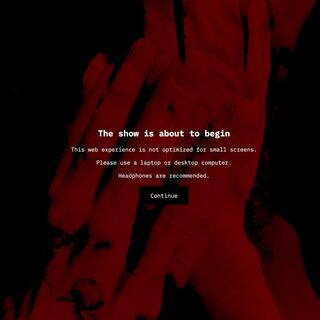 The show is about to begin
This web experience is not optimized for small screens.
Please use a laptop or desktop computer.
Headphones are recommended.
Continue